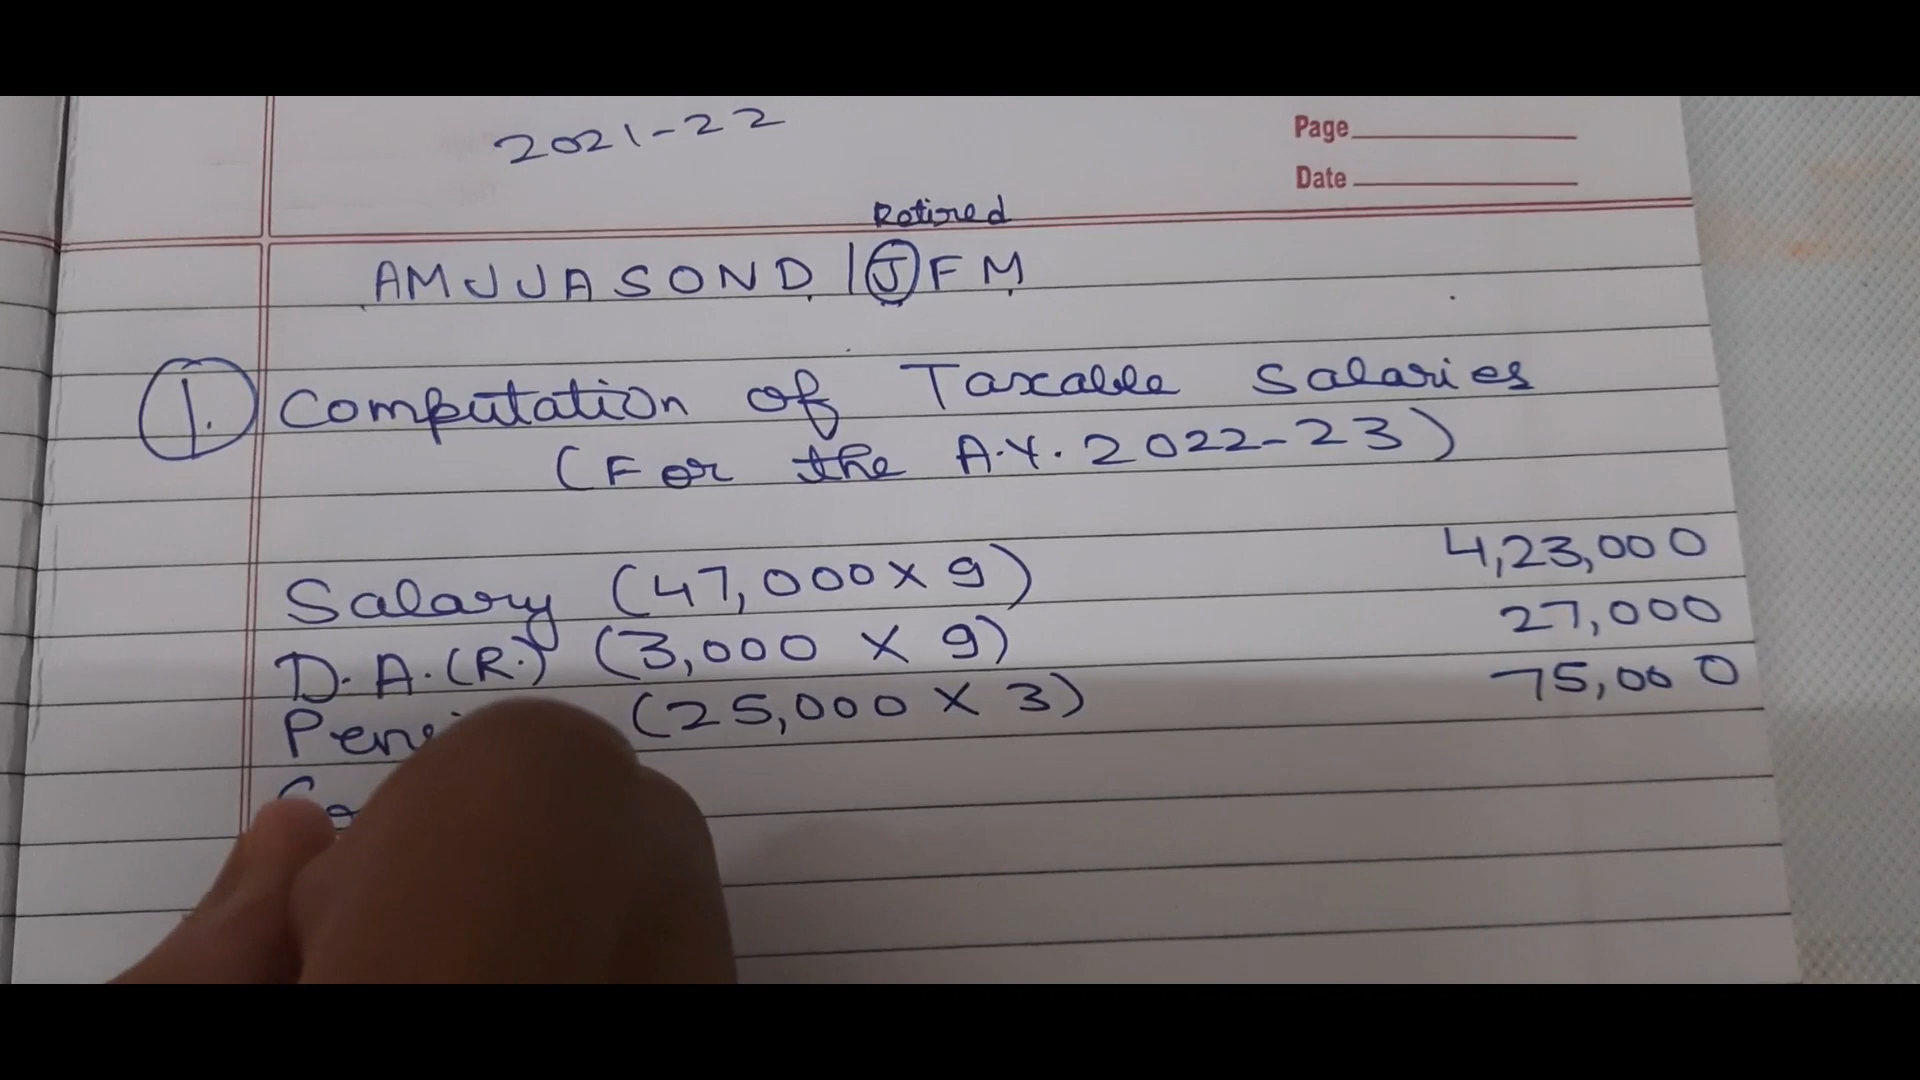 2021-22
Page
Date
Retired
AMJJASOND | J F M
1. Computation of Taxable Salaries
(For the A.Y. 2022-23)
Salary (47,000 x 9) 4,23,000
D.A.(R.) (3,000 x 9) 27,000
(25,000 x 3) 75,000